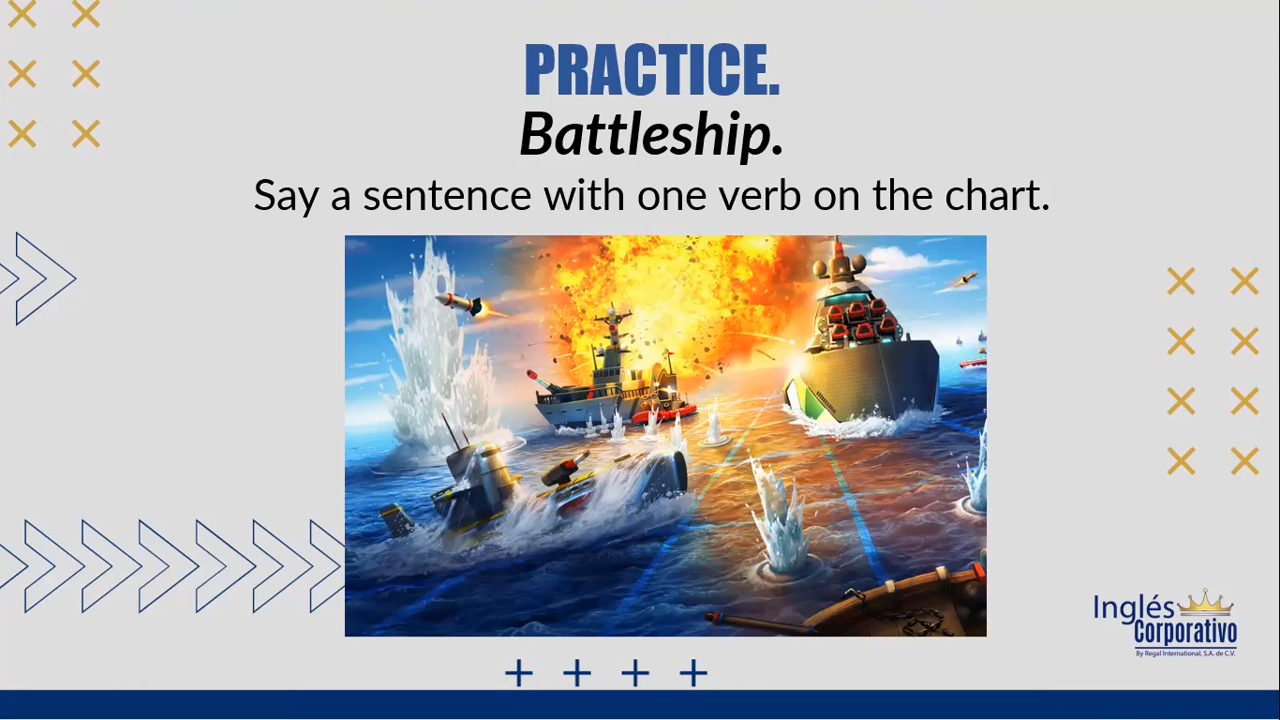 PRACTICE.
Battleship.
Say a sentence with one verb on the chart.
Inglés
Corporativo
By Regal International, S.A. de C.V.